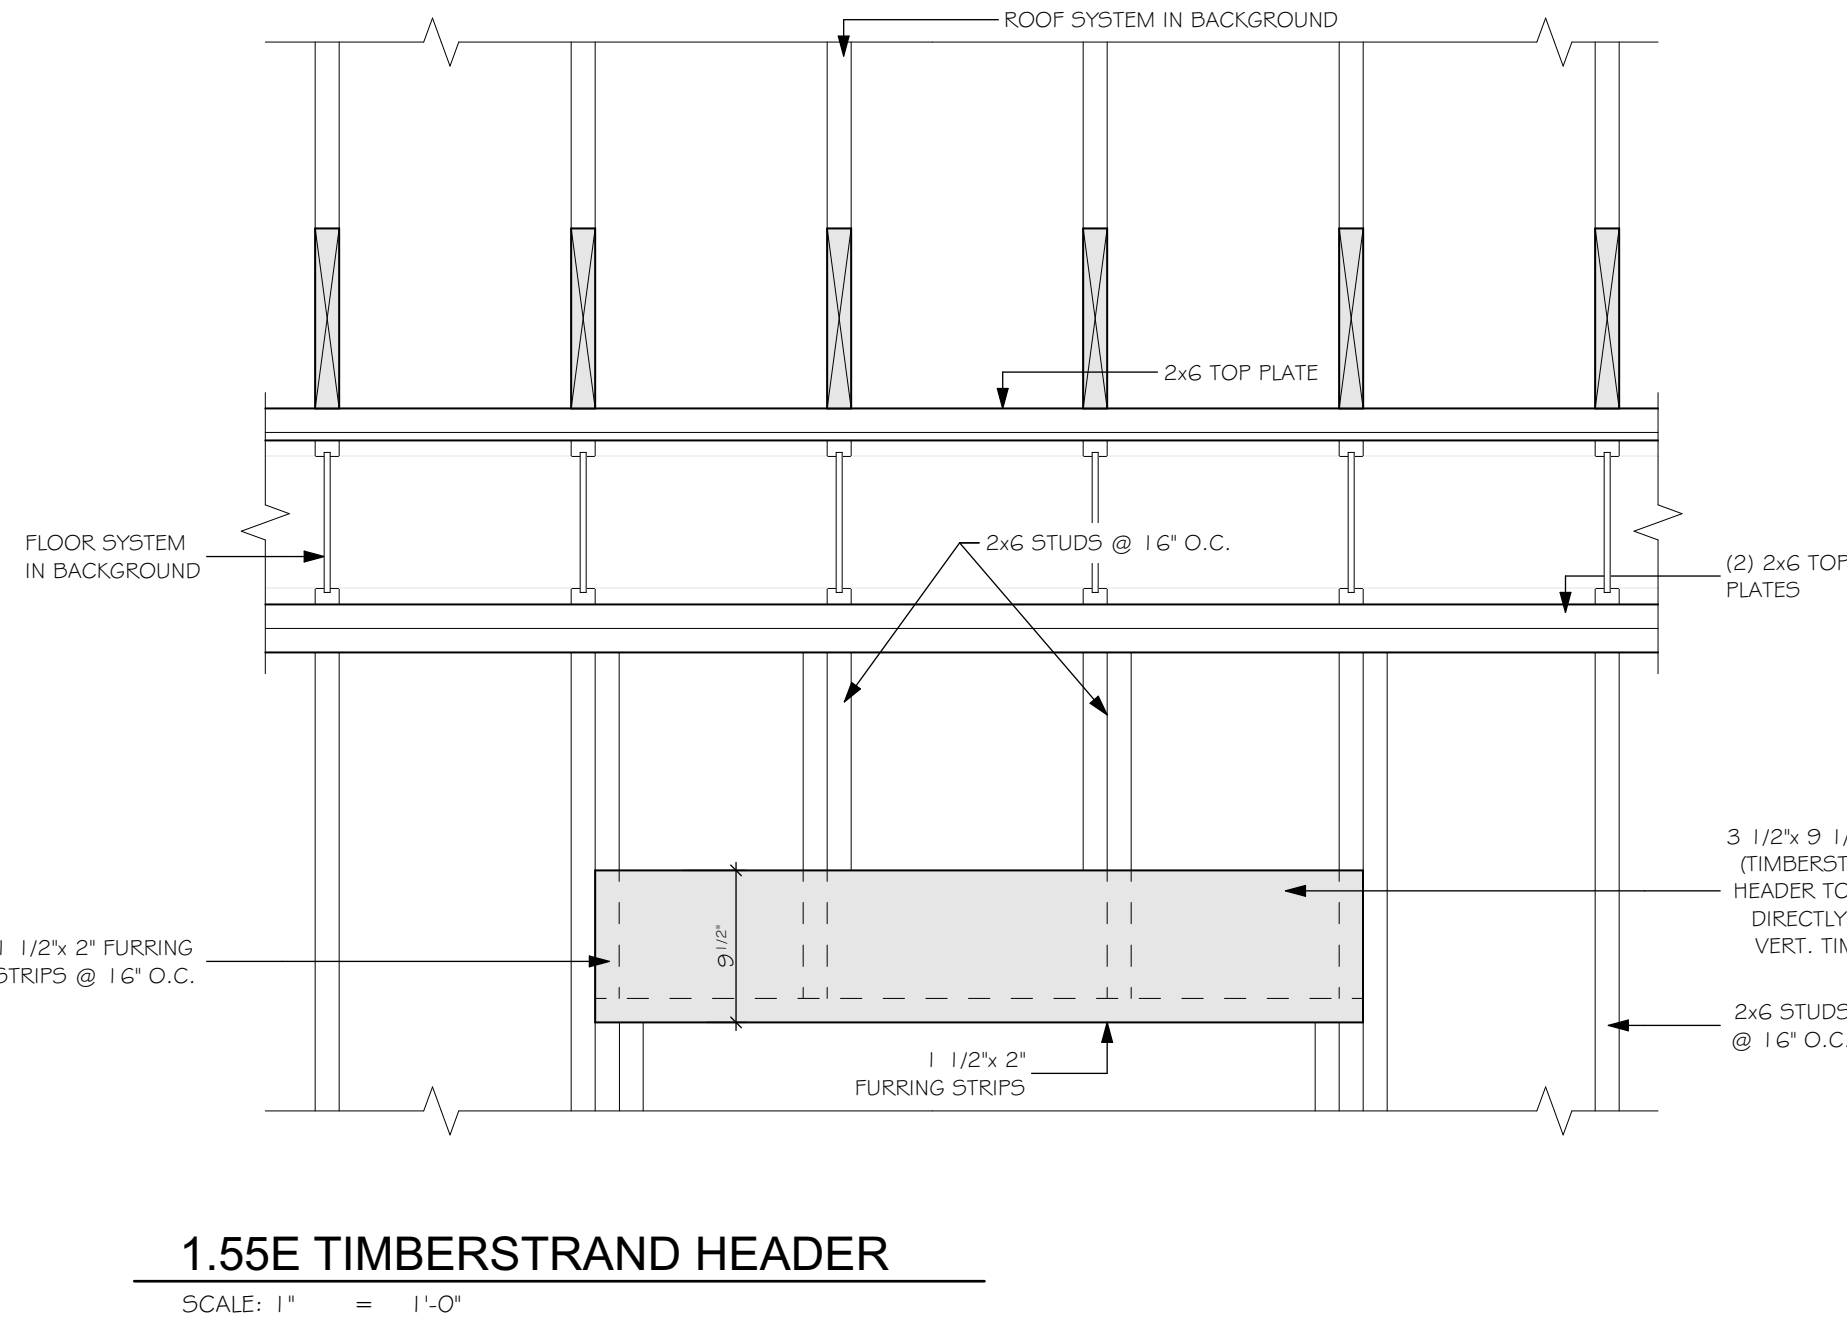 ROOF SYSTEM IN BACKGROUND
2x6 TOP PLATE
FLOOR SYSTEM
IN BACKGROUND
2x6 STUDS @ 16" O.C.
(2) 2x6 TOP
PLATES
3 1/2"x 9 1/
(TIMBERST
HEADER TO
DIRECTLY
VERT. TIM
1 1/2"x 2" FURRING
STRIPS @ 16" O.C.
9 1/2"
2x6 STUDS
@ 16" O.C.
1 1/2"x 2"
FURRING STRIPS
1.55E TIMBERSTRAND HEADER
SCALE: 1" = 1'-0"